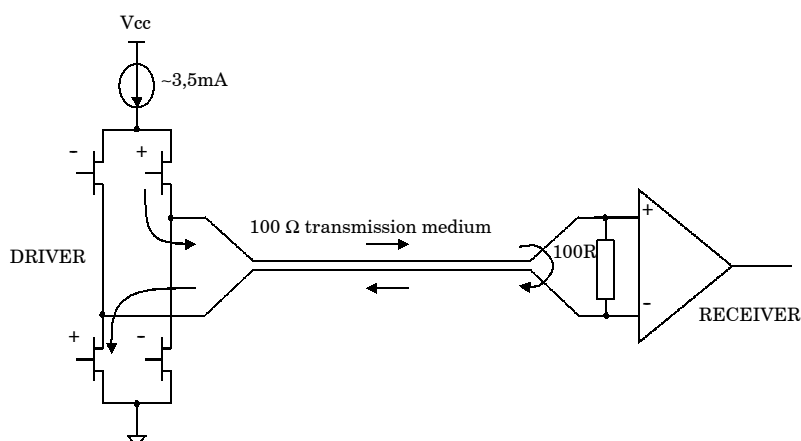 Vcc
~3,5mA
- +
100 Ω transmission medium
DRIVER
100R
+
-
RECEIVER
+ -